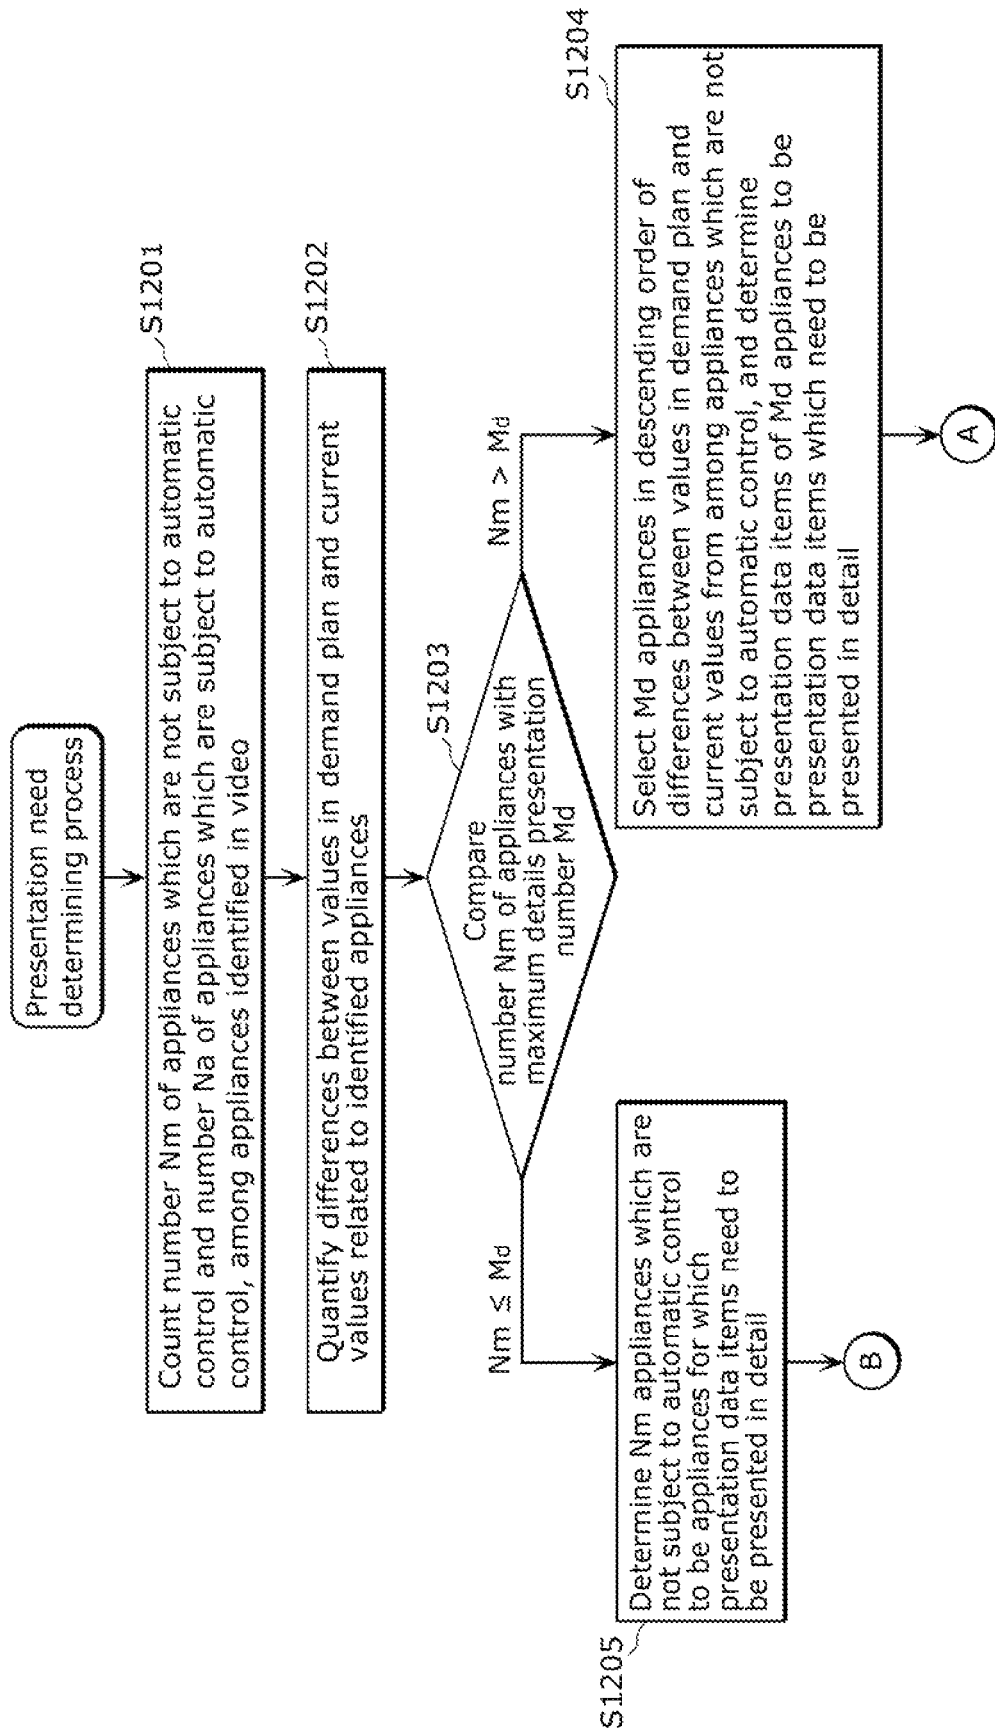 Presentation need
determining process
S1201
Count number Nm of appliances which are not subject to automatic
control and number Na of appliances which are subject to automatic
control, among appliances identified in video
S1202
Quantify differences between values in demand plan and current
values related to identified appliances
S1203
Compare
number Nm of appliances with
maximum details presentation
number Md
Nm ≤ Md
Nm > Md
S1205
Determine Nm appliances which are
not subject to automatic control
to be appliances for which
presentation data items need to
be presented in detail
B
S1204
Select Md appliances in descending order of
differences between values in demand plan and
current values from among appliances which are not
subject to automatic control, and determine
presentation data items of Md appliances to be
presentation data items which need to be
presented in detail
A